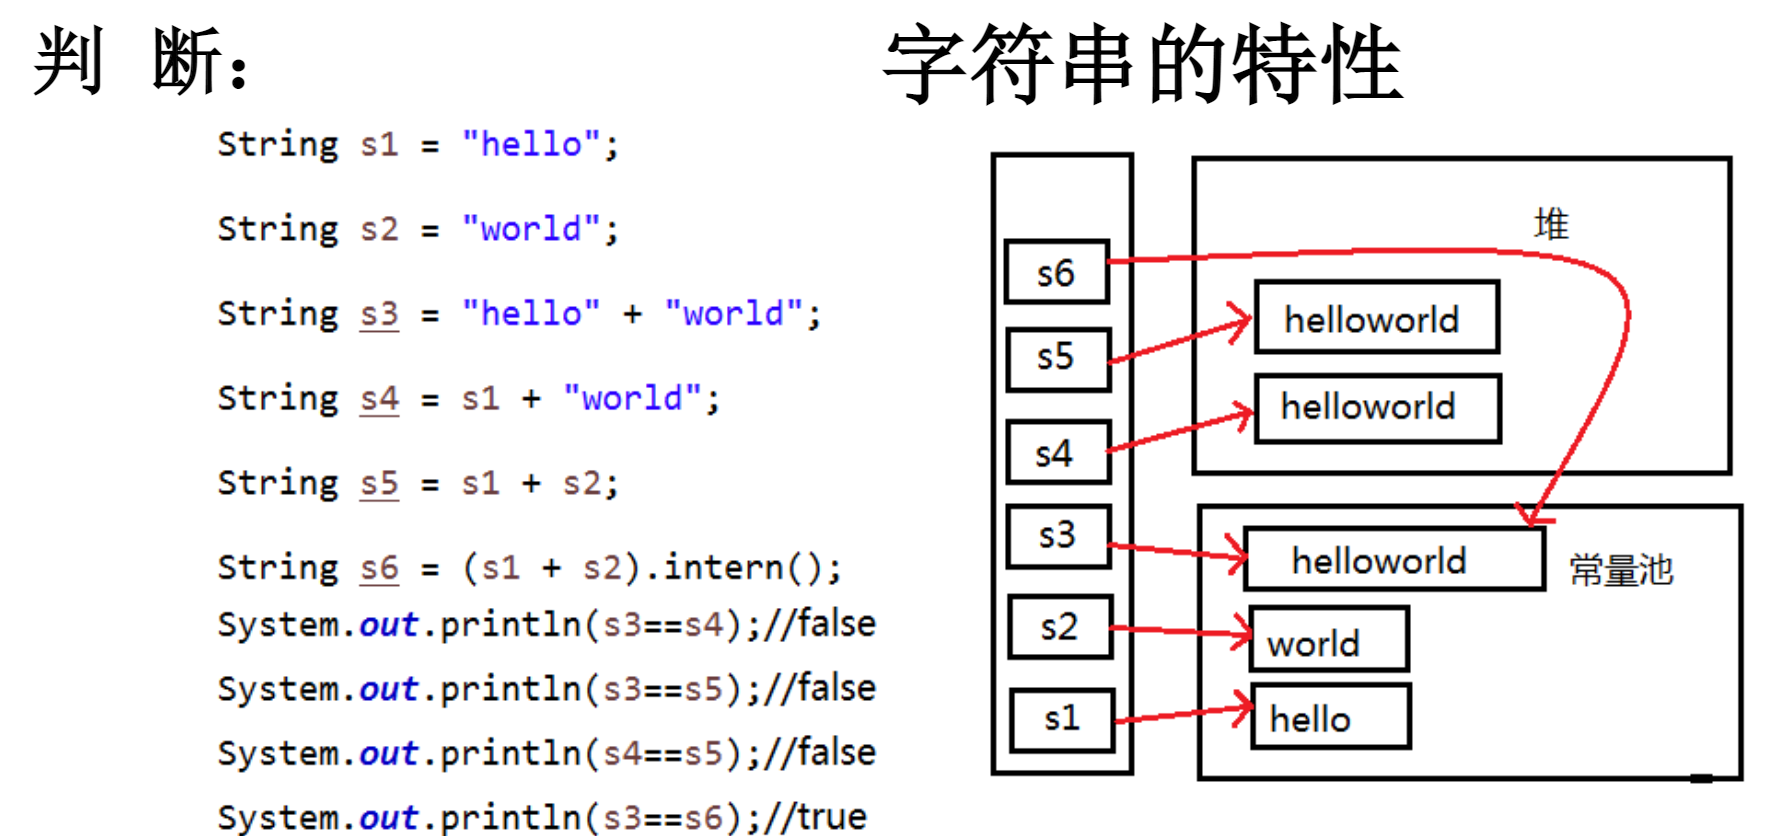 判 断：
字符串的特性
String s1 = "hello";
String s2 = "world";
String s3 = "hello" + "world";
String s4 = s1 + "world";
String s5 = s1 + s2;
String s6 = (s1 + s2).intern();
System.out.println(s3==s4);//false
System.out.println(s3==s5);//false
System.out.println(s4==s5);//false
System.out.println(s3==s6);//true
s6
s5
s4
s3
s2
s1
堆
helloworld
helloworld
helloworld
常量池
world
hello